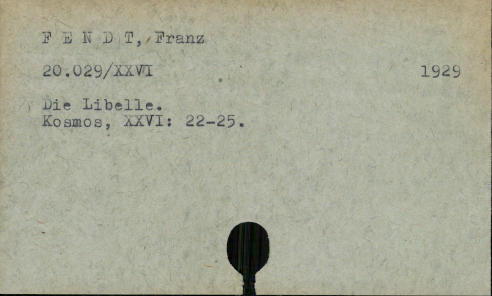 F E N D T, Franz
20.029/XXVI 1929
Die Libelle.
Kosmos, XXVI: 22-25.